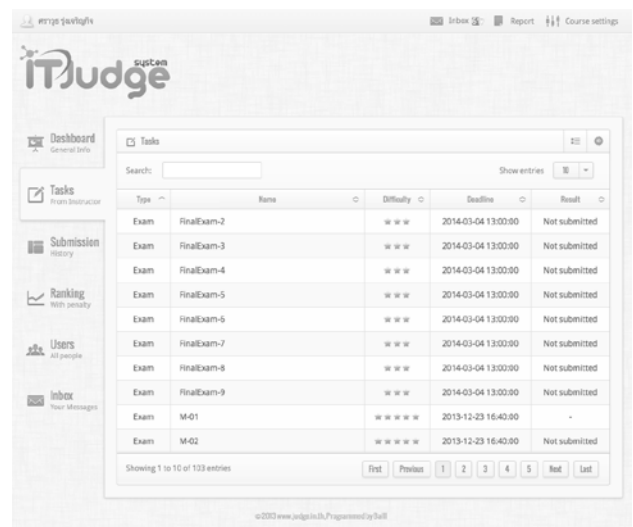 Inbox Report Course settings
system
iTJudge
Dashboard
General Info
Tasks
From Instructor
Submission
History
Ranking
With penalty
Users
All people
Inbox
Your Messages
Tasks
Search: Show entries 10
Type Name Difficulty Deadline Result
Exam FinalExam-2 2014-03-04 13:00:00 Not submitted
Exam FinalExam-3 2014-03-04 13:00:00 Not submitted
Exam FinalExam-4 2014-03-04 13:00:00 Not submitted
Exam FinalExam-5 2014-03-04 13:00:00 Not submitted
Exam FinalExam-6 2014-03-04 13:00:00 Not submitted
Exam FinalExam-7 2014-03-04 13:00:00 Not submitted
Exam FinalExam-8 2014-03-04 13:00:00 Not submitted
Exam FinalExam-9 2014-03-04 13:00:00 Not submitted
Exam M-01 2013-12-23 16:40:00 -
Exam M-02 2013-12-23 16:40:00 Not submitted
Showing 1 to 10 of 103 entries First Previous 1 2 3 4 5 Next Last
©2013 www.judge.in.th, Programmed by